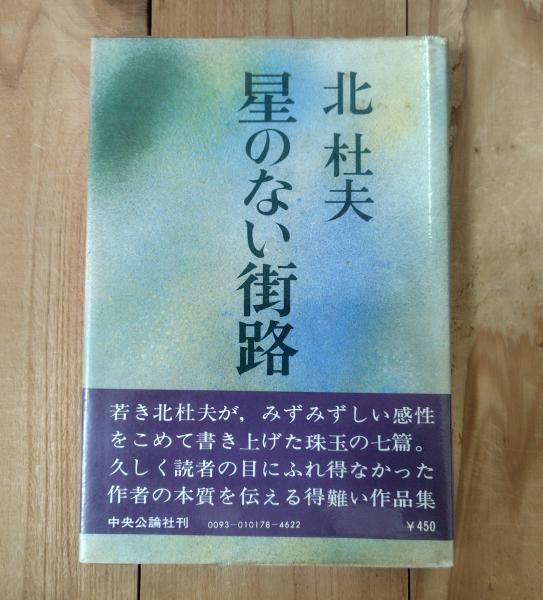 北 杜夫
星のない街路
若き北杜夫が，みずみずしい感性
をこめて書き上げた珠玉の七篇。
久しく読者の目にふれ得なかった
作者の本質を伝える得難い作品集
中央公論社刊 0093-010178-4622 ¥450